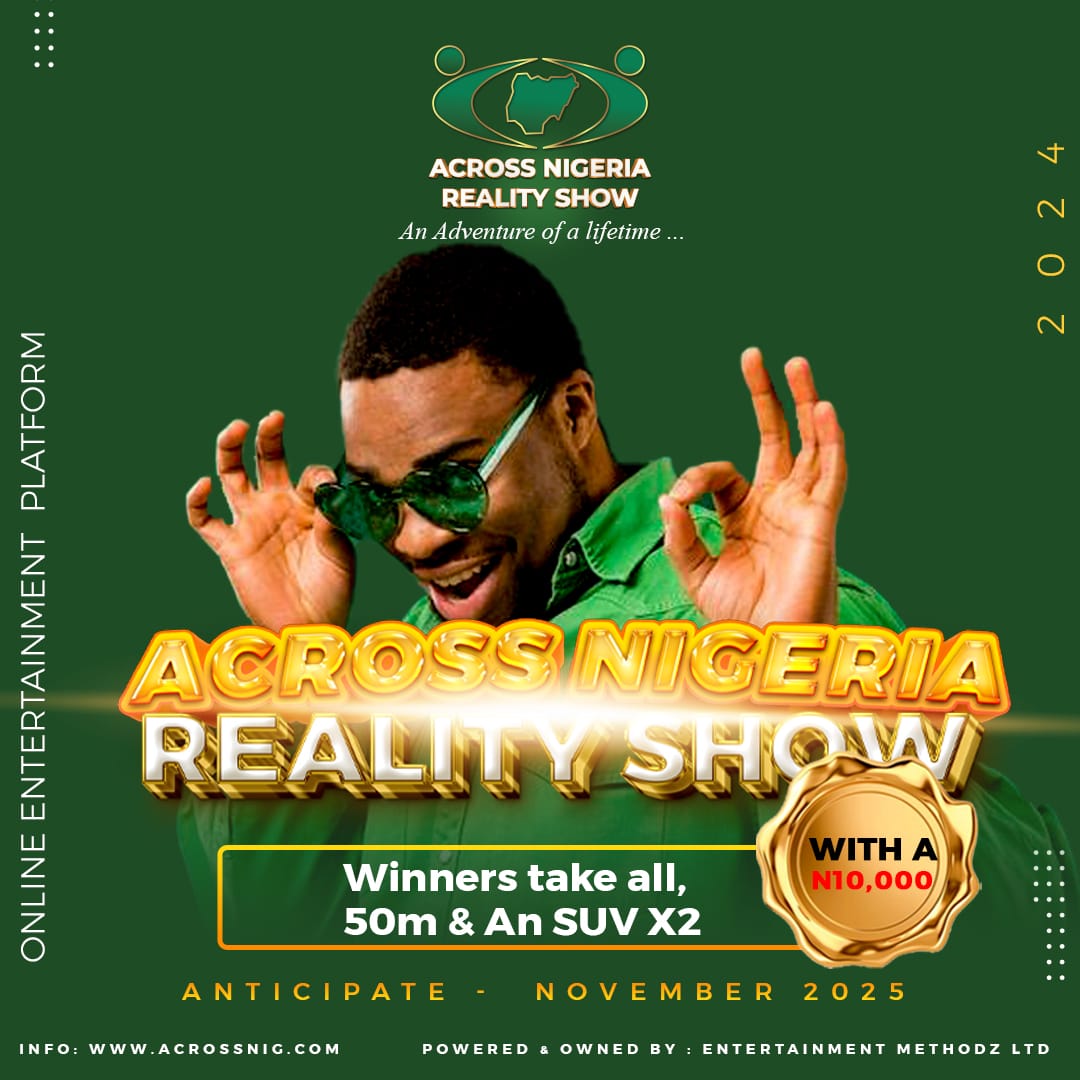 ACROSS NIGERIA
REALITY SHOW
An Adventure of a lifetime ...
2024
ONLINE ENTERTAINMENT PLATFORM
ACROSS NIGERIA
REALITY SHOW
WITH A
N10,000
Winners take all,
50m & An SUV X2
ANTICIPATE - NOVEMBER 2025
INFO: WWW.ACROSSNIG.COM
POWERED & OWNED BY : ENTERTAINMENT METHODZ LTD